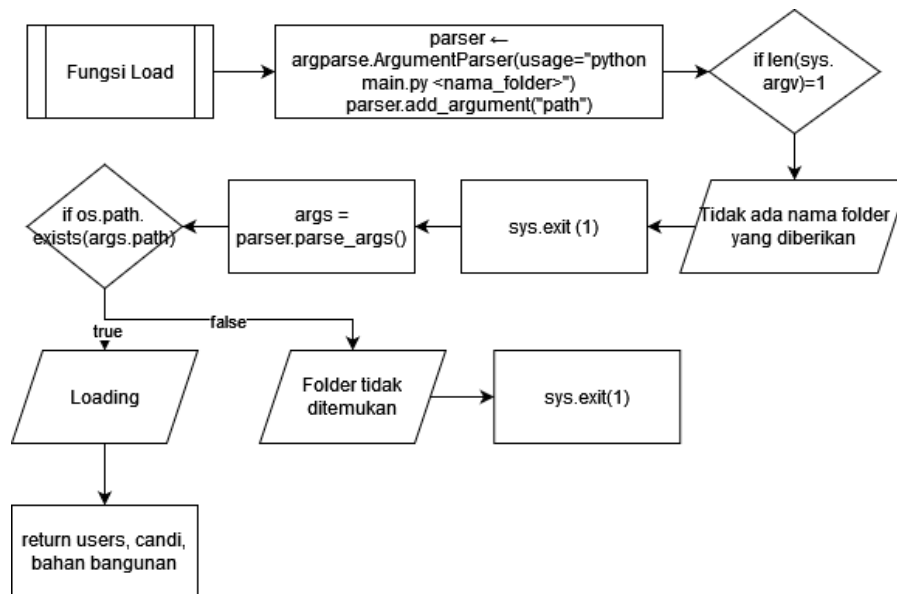 Fungsi Load
parser ←
argparse.ArgumentParser(usage="python
main.py <nama_folder>")
parser.add_argument("path")
if len(sys.
argv)=1
Tidak ada nama folder
yang diberikan
sys.exit (1)
args =
parser.parse_args()
if os.path.
exists(args.path)
true
false
Loading
Folder tidak
ditemukan
sys.exit(1)
return users, candi,
bahan bangunan